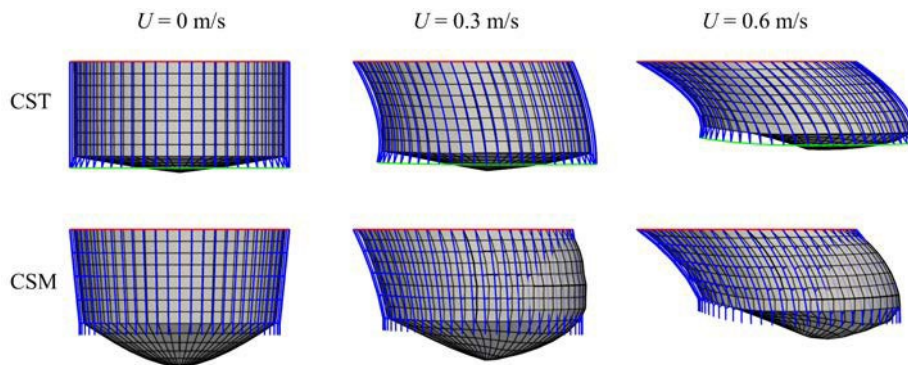 U = 0 m/s
U = 0.3 m/s
U = 0.6 m/s
CST
CSM